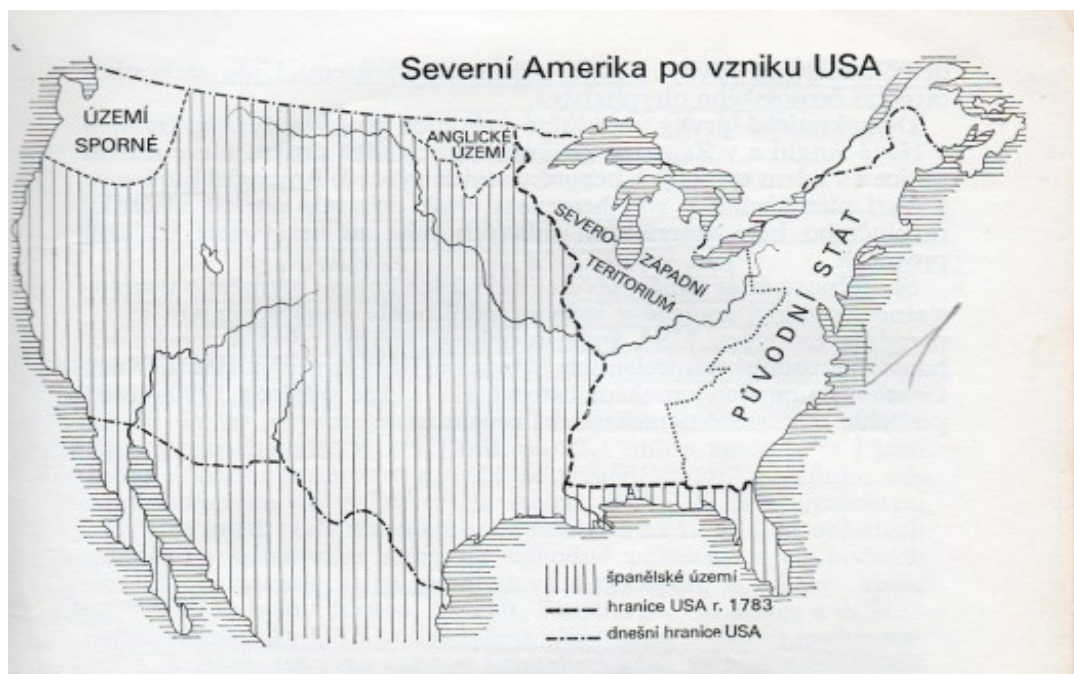 Severní Amerika po vzniku USA
ÚZEMÍ
SPORNÉ
ANGLICKÉ
ÚZEMÍ
SEVERO-
ZÁPADNÍ
TERITORIUM
PŮVODNÍ STÁT
španělské území
hranice USA r. 1783
dnešní hranice USA